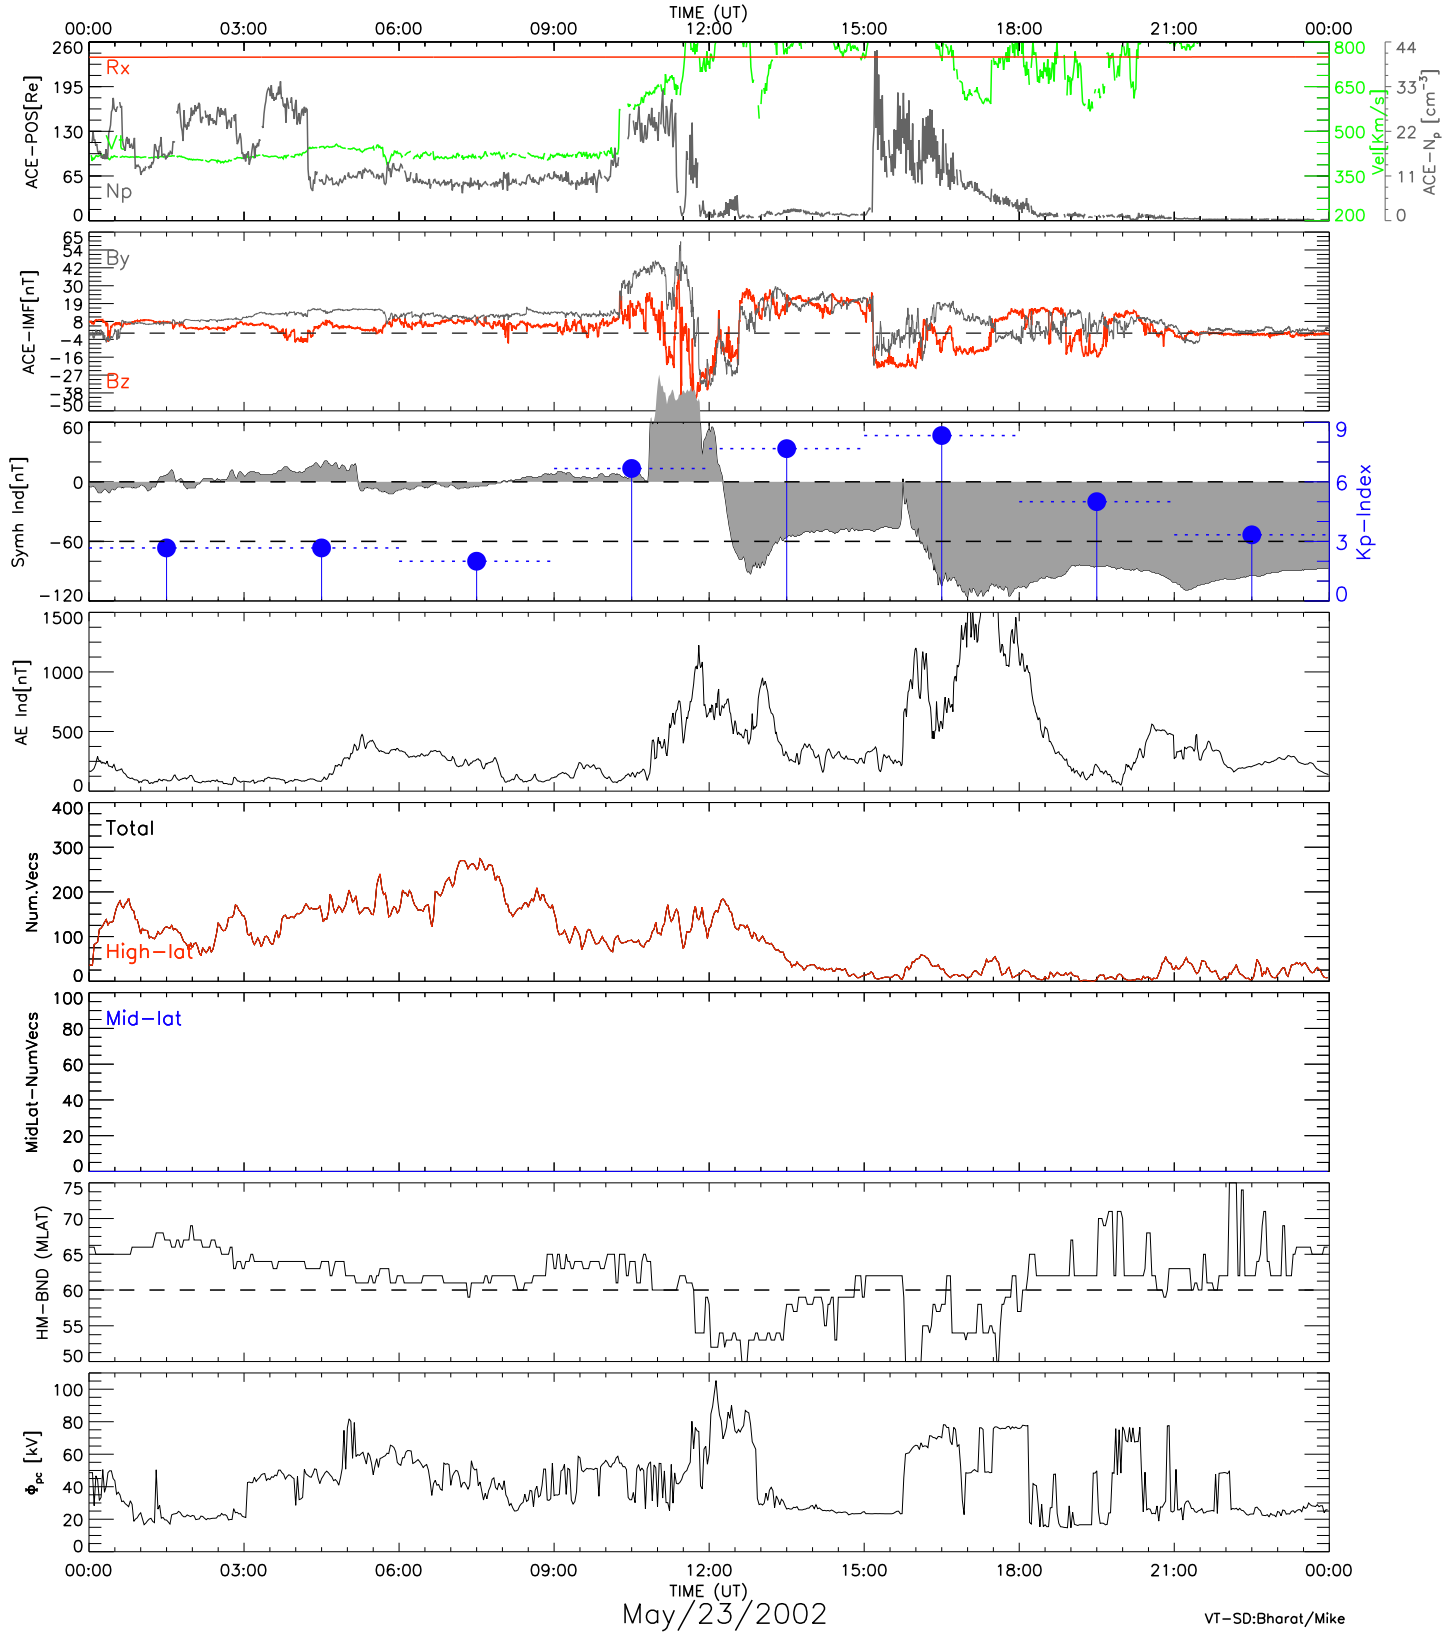 TIME (UT)
00:00 03:00 06:00 09:00 12:00 15:00 18:00 21:00 00:00
260
195
130
65
0
ACE-POS[Re]
Rx
Np
800
650
500
350
200
Vel[Km/s]
44
33
22
11
0
ACE-Np [cm⁻³]
65
54
42
30
19
8
-4
-16
-27
-38
-50
ACE-IMF[nT]
By
Bz
60
0
-60
-120
Symh Ind[nT]
9
6
3
0
Kp-Index
1500
1000
500
0
AE Ind[nT]
400
300
200
100
0
Num.Vecs
Total
High-lat
100
80
60
40
20
0
MidLat-NumVecs
Mid-lat
75
70
65
60
55
50
HM-BND (MLAT)
100
80
60
40
20
0
Φpc [kV]
00:00 03:00 06:00 09:00 12:00 15:00 18:00 21:00 00:00
TIME (UT)
May/23/2002
VT-SD:Bharat/Mike